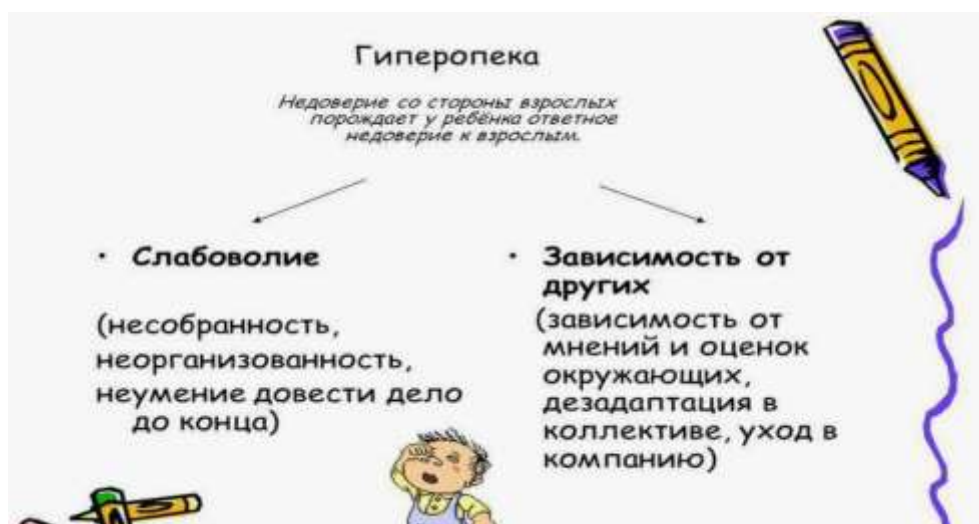 Гиперопека
Недоверие со стороны взрослых
порождает у ребёнка ответное
недоверие к взрослым.
• Слабоволие
(несобранность,
неорганизованность,
неумение довести дело
до конца)
• Зависимость от
других
(зависимость от
мнений и оценок
окружающих,
дезадаптация в
коллективе, уход в
компанию)